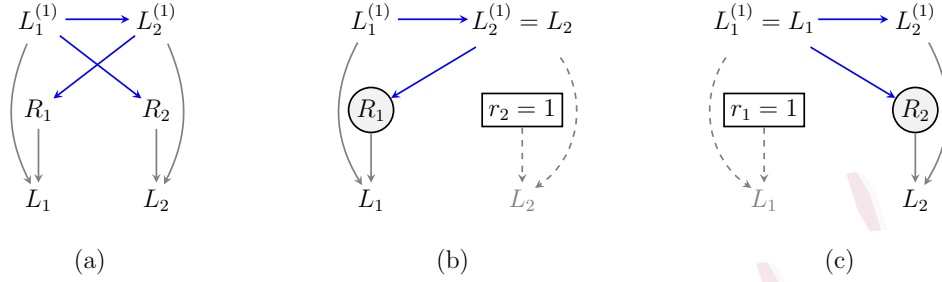 L_1^{(1)} L_2^{(1)} L_1^{(1)} L_2^{(1)} = L_2 L_1^{(1)} = L_1 L_2^{(1)}
R_1 R_2 R_1 r_2 = 1 r_1 = 1 R_2
L_1 L_2 L_1 L_2 L_1 L_2
(a) (b) (c)